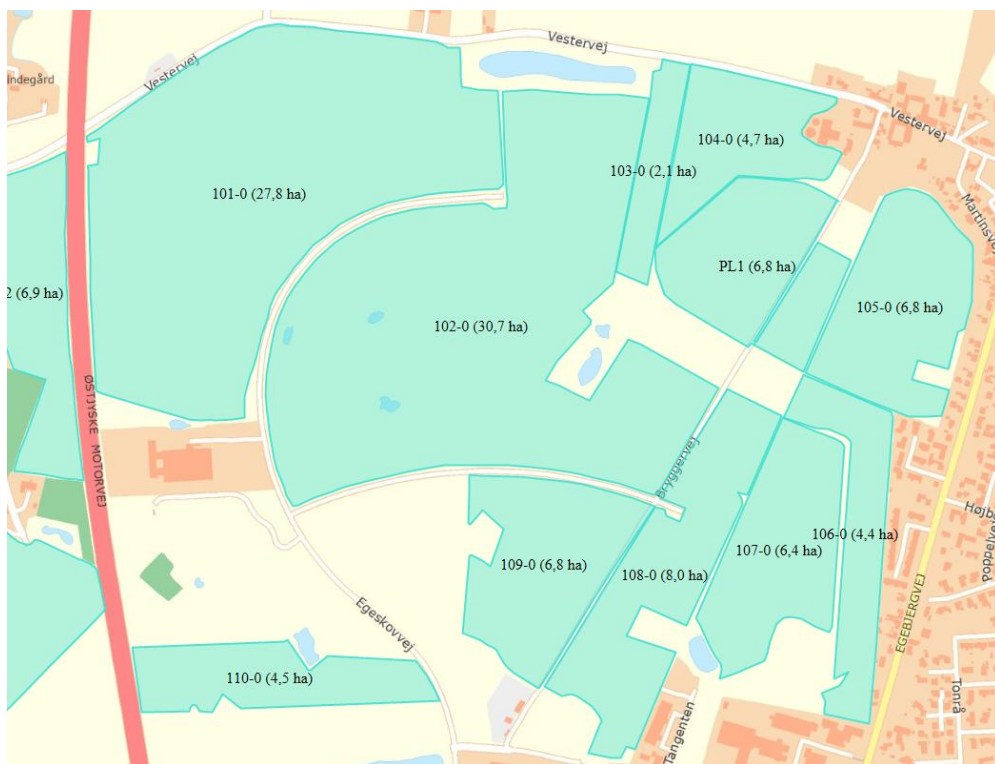 Vestervej
indegård
Vestervej
Vestervej
104-0 (4,7 ha)
103-0 (2,1 ha)
101-0 (27,8 ha)
Martinsvej
PL1 (6,8 ha)
2 (6,9 ha)
105-0 (6,8 ha)
102-0 (30,7 ha)
ØSTJYSKE MOTORVEJ
Bryggervej
Højb
106-0 (4,4 ha)
107-0 (6,4 ha)
Poppelvej
109-0 (6,8 ha)
108-0 (8,0 ha)
Egeskovvej
EGEBJERGVEJ
110-0 (4,5 ha)
Tonrå
Tangenten